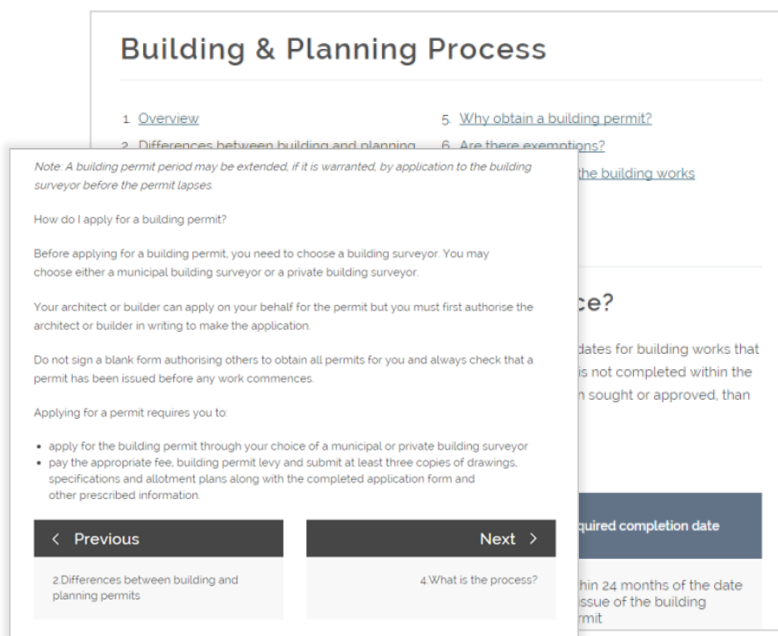 Building & Planning Process
1. Overview
2. Differences between building and planning
5. Why obtain a building permit?
6. Are there exemptions?
the building works
ce?
dates for building works that
is not completed within the
n sought or approved, than
quired completion date
hin 24 months of the date
issue of the building
rmit
Note: A building permit period may be extended, if it is warranted, by application to the building
surveyor before the permit lapses.
How do I apply for a building permit?
Before applying for a building permit, you need to choose a building surveyor. You may
choose either a municipal building surveyor or a private building surveyor.
Your architect or builder can apply on your behalf for the permit but you must first authorise the
architect or builder in writing to make the application.
Do not sign a blank form authorising others to obtain all permits for you and always check that a
permit has been issued before any work commences.
Applying for a permit requires you to:
• apply for the building permit through your choice of a municipal or private building surveyor
• pay the appropriate fee, building permit levy and submit at least three copies of drawings,
specifications and allotment plans along with the completed application form and
other prescribed information.
< Previous
2.Differences between building and
planning permits
Next >
4.What is the process?